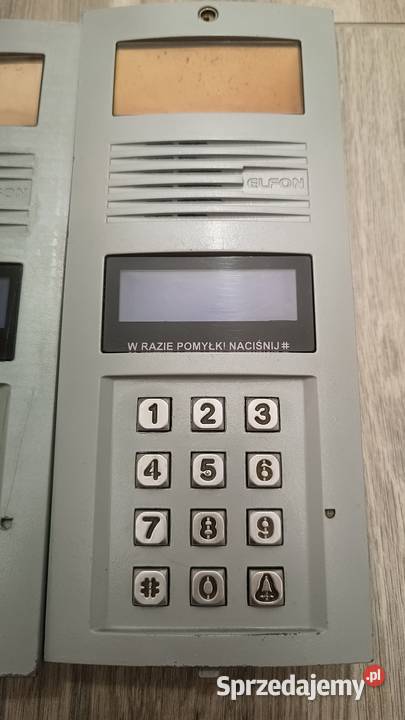 ELFON
W RAZIE POMYŁKI NACIŚNIJ #
1 2 3
4 5 6
7 8 9
# 0
Sprzedajemy.pl